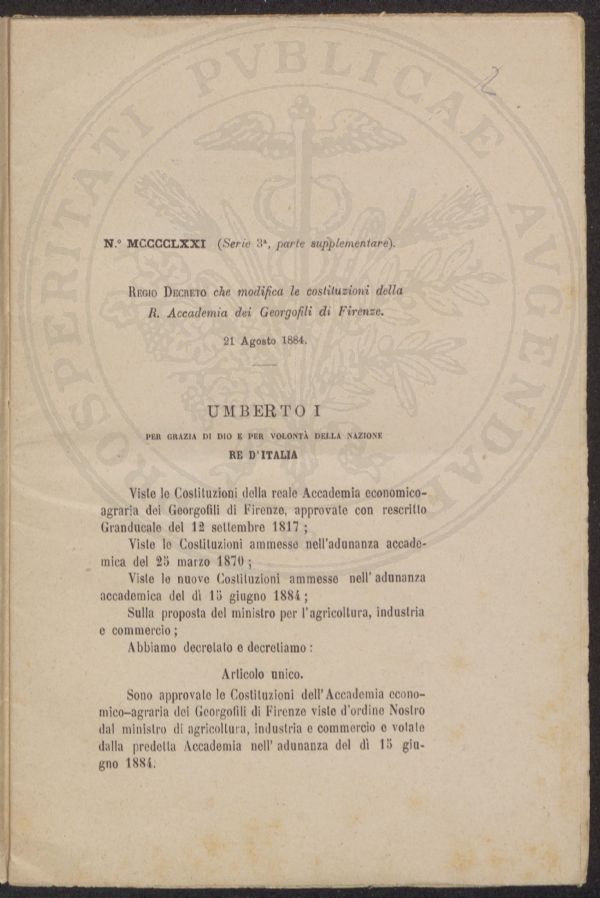 PROSPERITATI PVBLICAE AVGENDAE
2
N.° MCCCCLXXI (Serie 3ª, parte supplementare).
REGIO DECRETO che modifica le costituzioni della
R. Accademia dei Georgofili di Firenze.
21 Agosto 1884.
UMBERTO I
PER GRAZIA DI DIO E PER VOLONTÀ DELLA NAZIONE
RE D'ITALIA
Viste le Costituzioni della reale Accademia economico-
agraria dei Georgofili di Firenze, approvate con rescritto
Granducale del 12 settembre 1817 ;
Viste le Costituzioni ammesse nell'adunanza accade-
mica del 25 marzo 1870 ;
Viste le nuove Costituzioni ammesse nell' adunanza
accademica del dì 15 giugno 1884 ;
Sulla proposta del ministro per l'agricoltura, industria
e commercio ;
Abbiamo decretato e decretiamo :
Articolo unico.
Sono approvate le Costituzioni dell'Accademia econo-
mico-agraria dei Georgofili di Firenze viste d'ordine Nostro
dal ministro di agricoltura, industria e commercio e votate
dalla predetta Accademia nell' adunanza del dì 15 giu-
gno 1884.